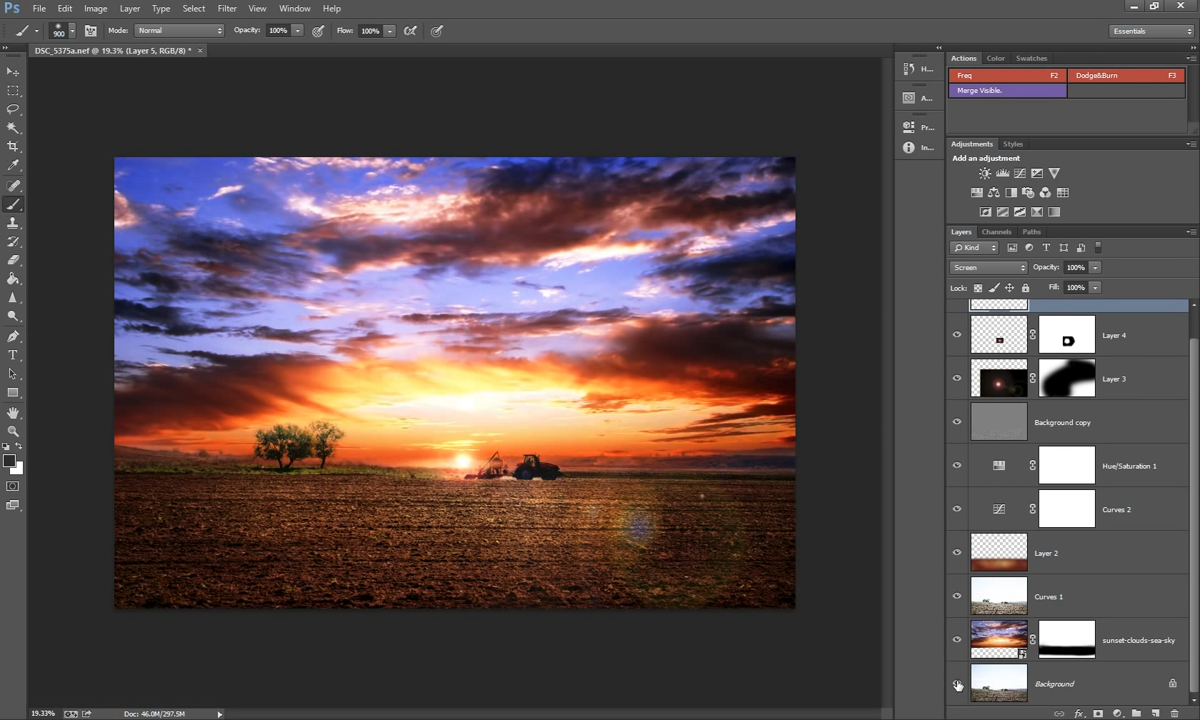 Ps File Edit Image Layer Type Select Filter View Window Help
900 Mode: Normal Opacity: 100% Flow: 100% Essentials
DSC_5375a.nef @ 19.3% (Layer 5, RGB/8) * ×
Actions Color Swatches
H...
Freq F2 Dodge&Burn F3
Merge Visible.
A...
Pr...
In...
Adjustments Styles
Add an adjustment
Layers Channels Paths
Kind
Screen Opacity: 100%
Lock: Fill: 100%
Layer 4
Layer 3
Background copy
Hue/Saturation 1
Curves 2
Layer 2
Curves 1
sunset-clouds-sea-sky
Background
19.33% Doc: 46.0M/297.5M